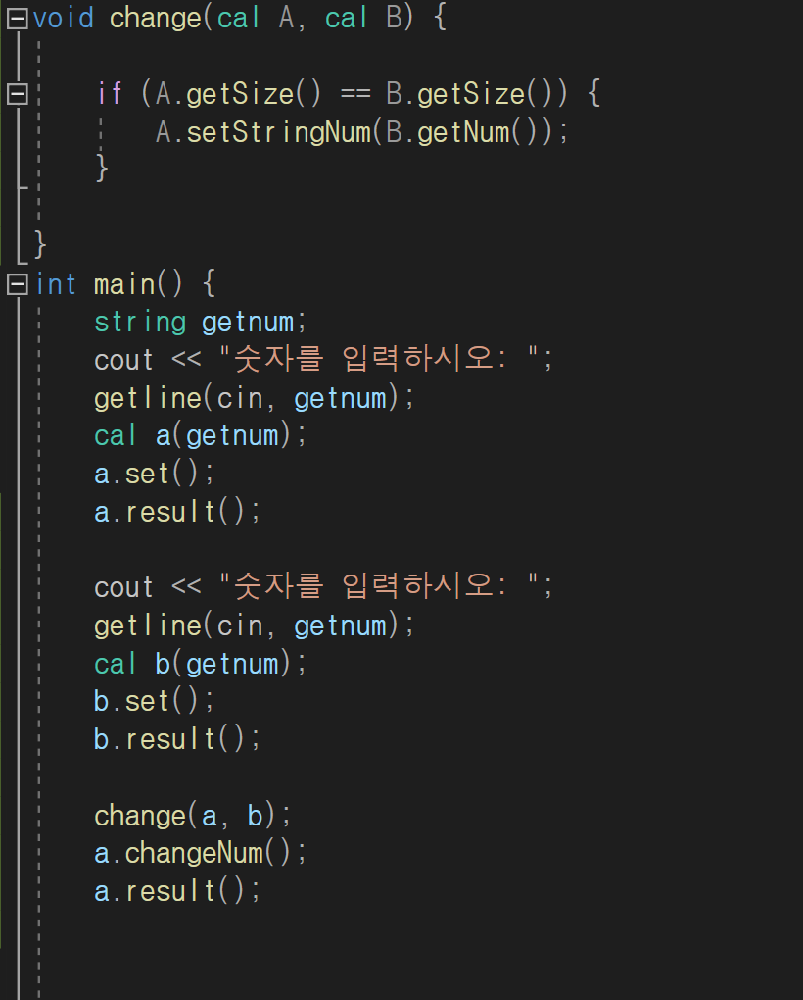 void change(cal A, cal B) {
if (A.getSize() == B.getSize()) {
A.setStringNum(B.getNum());
}
}
int main() {
string getnum;
cout << "숫자를 입력하시오: ";
getline(cin, getnum);
cal a(getnum);
a.set();
a.result();
cout << "숫자를 입력하시오: ";
getline(cin, getnum);
cal b(getnum);
b.set();
b.result();
change(a, b);
a.changeNum();
a.result();